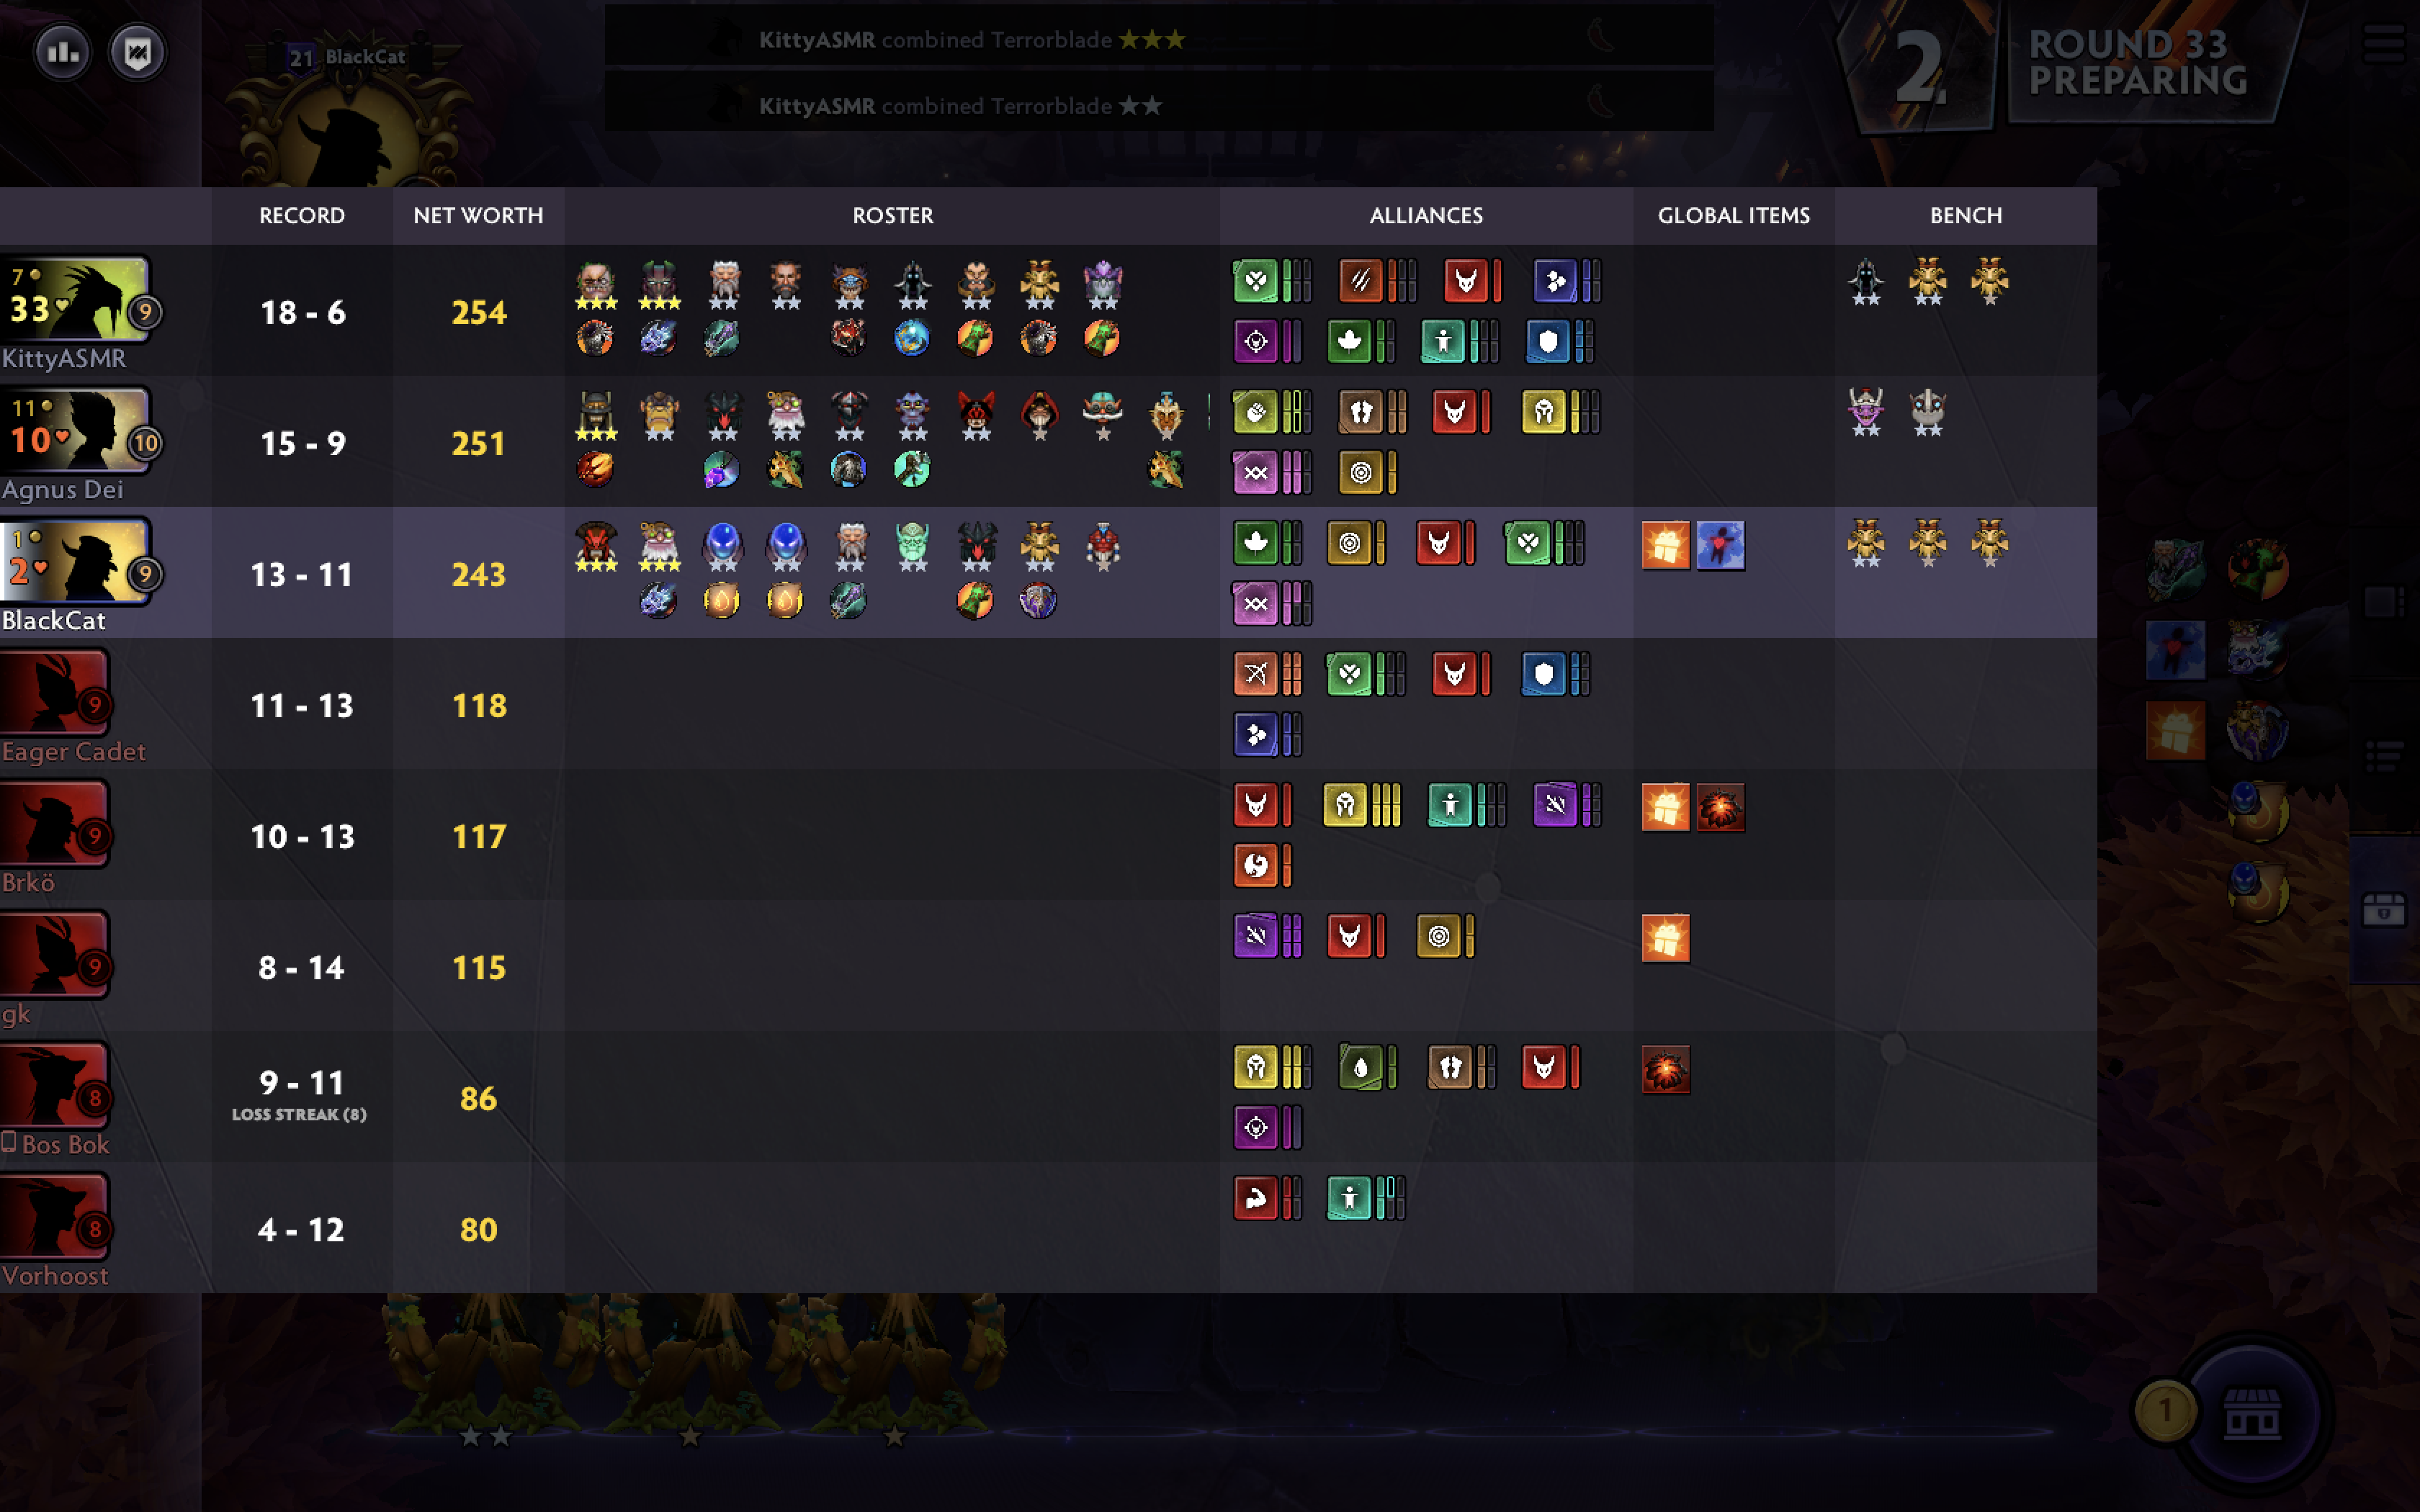 21 BlackCat
KittyASMR combined Terrorblade ★★★
KittyASMR combined Terrorblade ★★
2
ROUND 33
PREPARING
RECORD NET WORTH ROSTER ALLIANCES GLOBAL ITEMS BENCH
7
33 9
KittyASMR
18 - 6 254
11
10 10
Agnus Dei
15 - 9 251
1
2 9
BlackCat
13 - 11 243
9
Eager Cadet
11 - 13 118
9
Brkö
10 - 13 117
9
gk
8 - 14 115
8
Bos Bok
9 - 11 86
LOSS STREAK (8)
8
Vorhoost
4 - 12 80
1